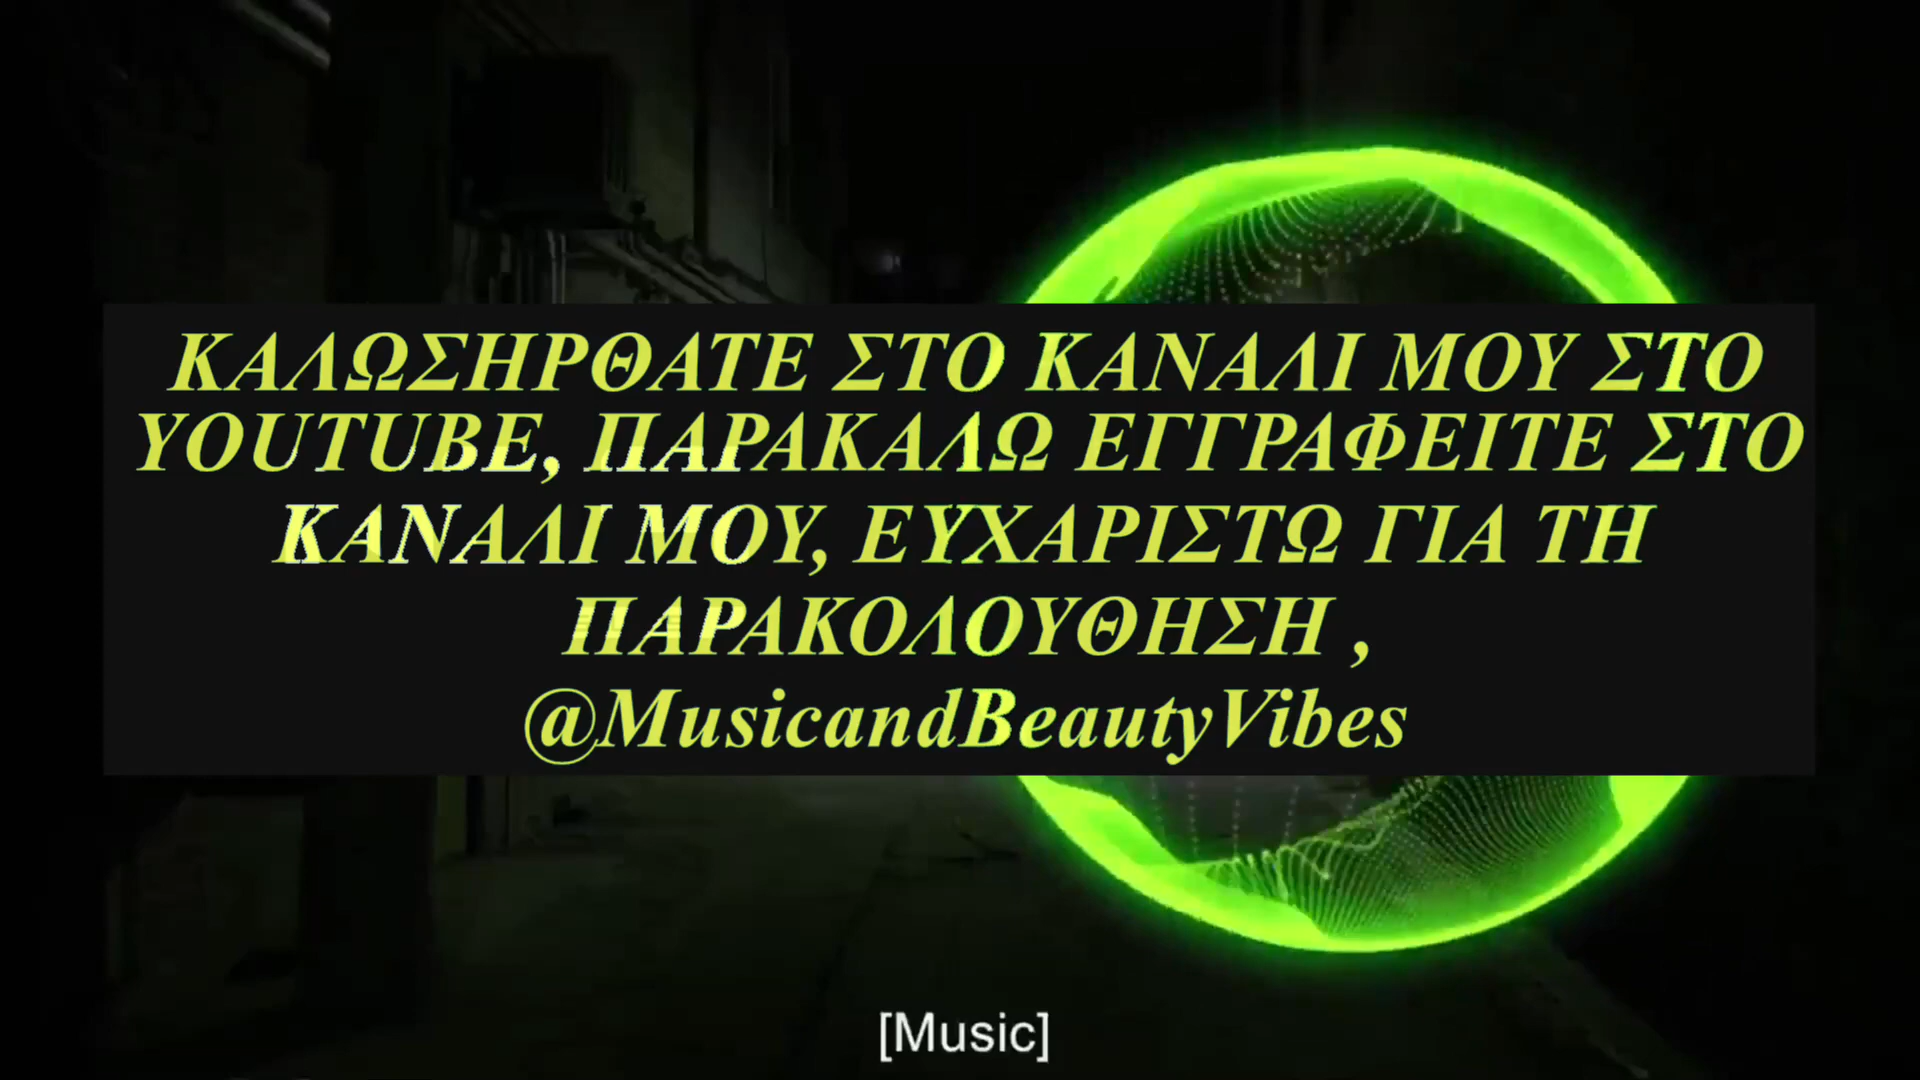 ΚΑΛΩΣΗΡΘΑΤΕ ΣΤΟ ΚΑΝΑΛΙ ΜΟΥ ΣΤΟ
YOUTUBE, ΠΑΡΑΚΑΛΩ ΕΓΓΡΑΦΕΙΤΕ ΣΤΟ
ΚΑΝΑΛΙ ΜΟΥ, ΕΥΧΑΡΙΣΤΩ ΓΙΑ ΤΗ
ΠΑΡΑΚΟΛΟΥΘΗΣΗ ,
@MusicandBeautyVibes
[Music]